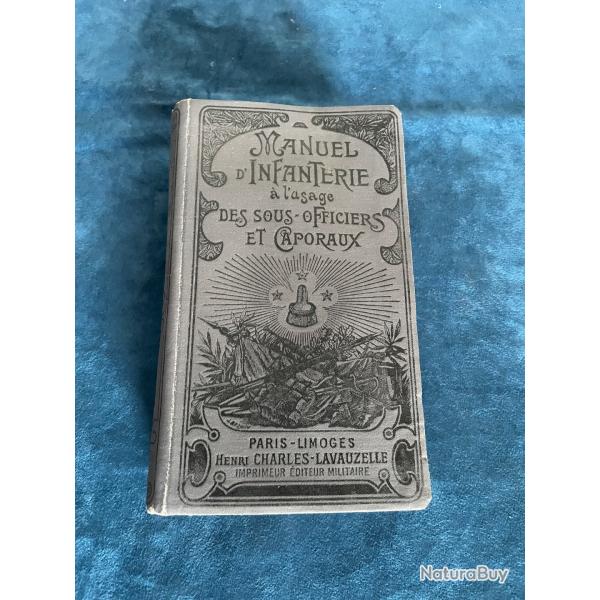 MANUEL
D'INFANTERIE
à l'usage
DES SOUS-OFFICIERS
ET CAPORAUX
PARIS-LIMOGES
HENRI CHARLES-LAVAUZELLE
IMPRIMEUR ÉDITEUR MILITAIRE
NaturaBuy